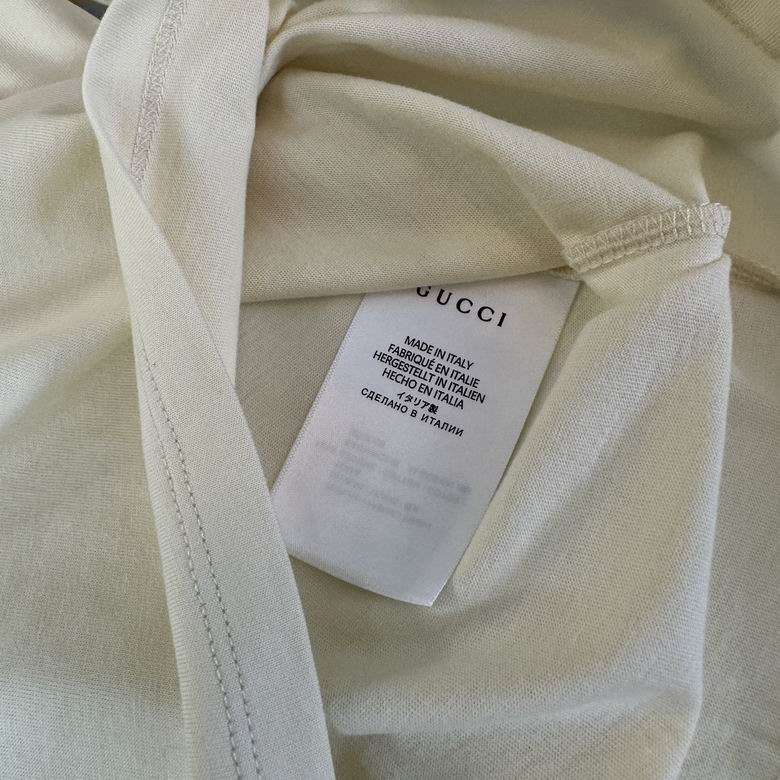 GUCCI
MADE IN ITALY
FABRIQUÉ EN ITALIE
HERGESTELLT IN ITALIEN
HECHO EN ITALIA
イタリア製
СДЕЛАНО В ИТАЛИИ